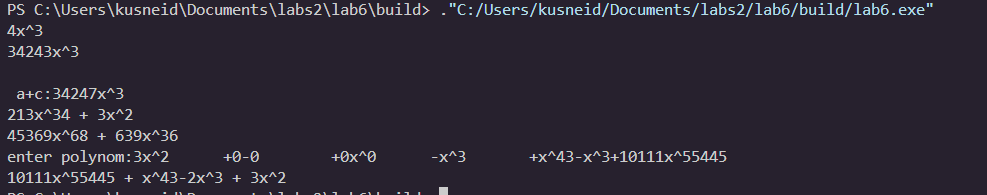 PS C:\Users\kusneid\Documents\labs2\lab6\build> ."C:/Users/kusneid/Documents/labs2/lab6/build/lab6.exe"
4x^3
34243x^3

 a+c:34247x^3
213x^34 + 3x^2
45369x^68 + 639x^36
enter polynom:3x^2      +0-0         +0x^0      -x^3       +x^43-x^3+10111x^55445
10111x^55445 + x^43-2x^3 + 3x^2
PS C:\Users\kusneid\Documents\labs2\lab6\build>